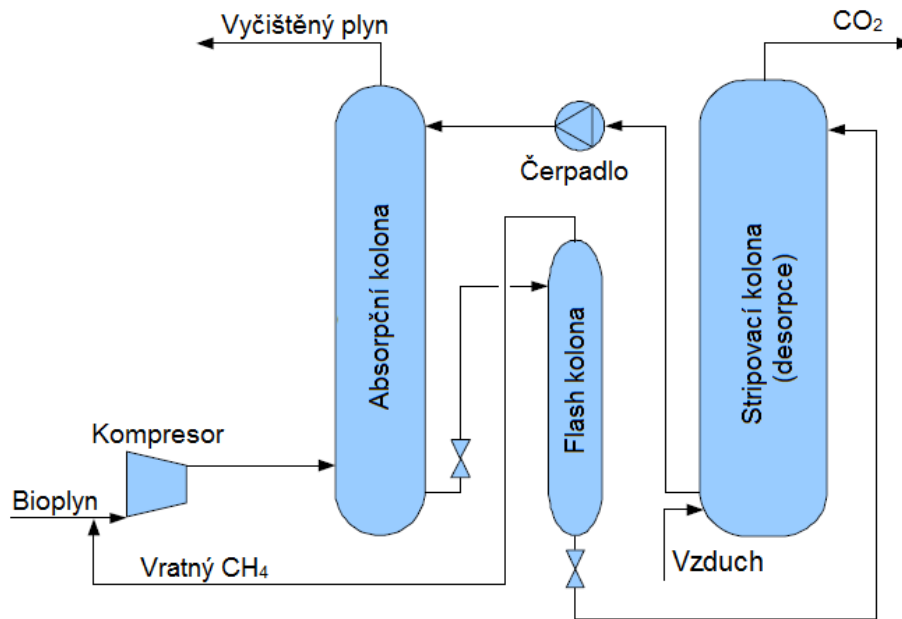 Vyčištěný plyn
CO₂
Čerpadlo
Absorpční kolona
Flash kolona
Stripovací kolona
(desorpce)
Kompresor
Bioplyn
Vratný CH₄
Vzduch